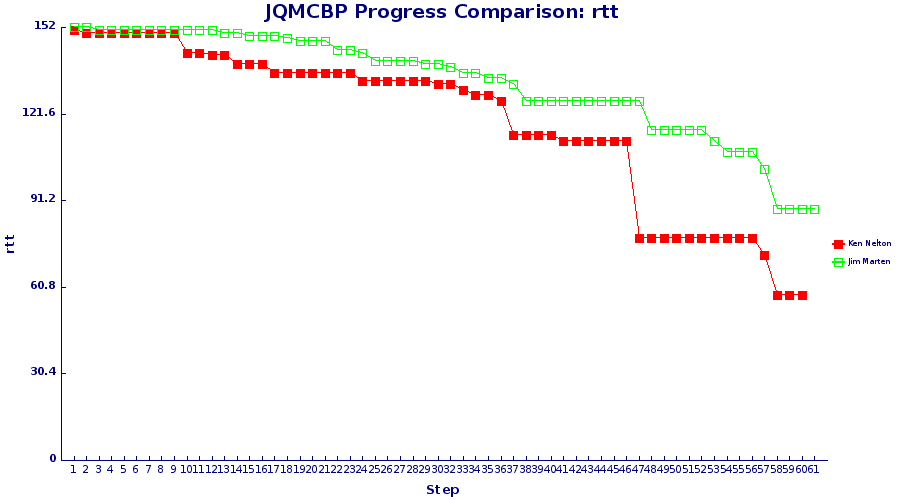 JQMCBP Progress Comparison: rtt
152
121.6
91.2
60.8
30.4
0
rtt
1 2 3 4 5 6 7 8 9 10 11 12 13 14 15 16 17 18 19 20 21 22 23 24 25 26 27 28 29 30 31 32 33 34 35 36 37 38 39 40 41 42 43 44 45 46 47 48 49 50 51 52 53 54 55 56 57 58 59 60 61
Step
Ken Nelton
Jim Marten